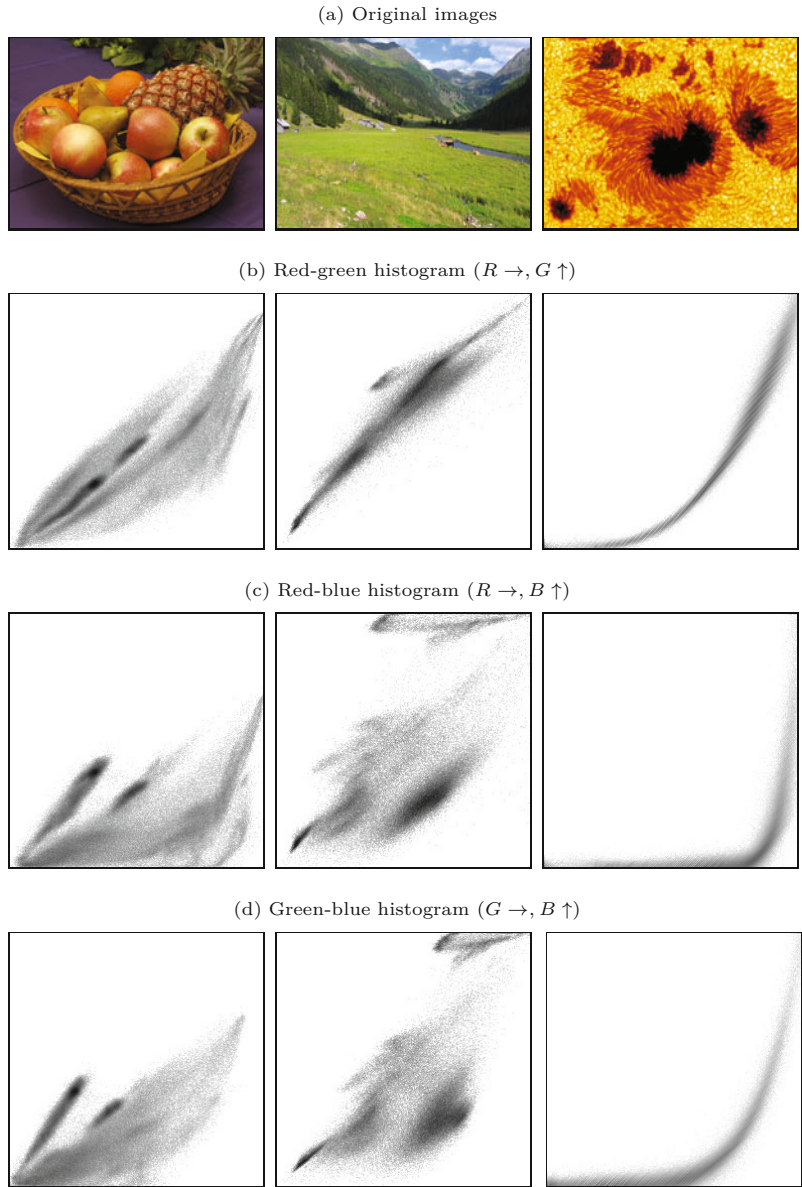 (a) Original images
(b) Red-green histogram (R →, G ↑)
(c) Red-blue histogram (R →, B ↑)
(d) Green-blue histogram (G →, B ↑)